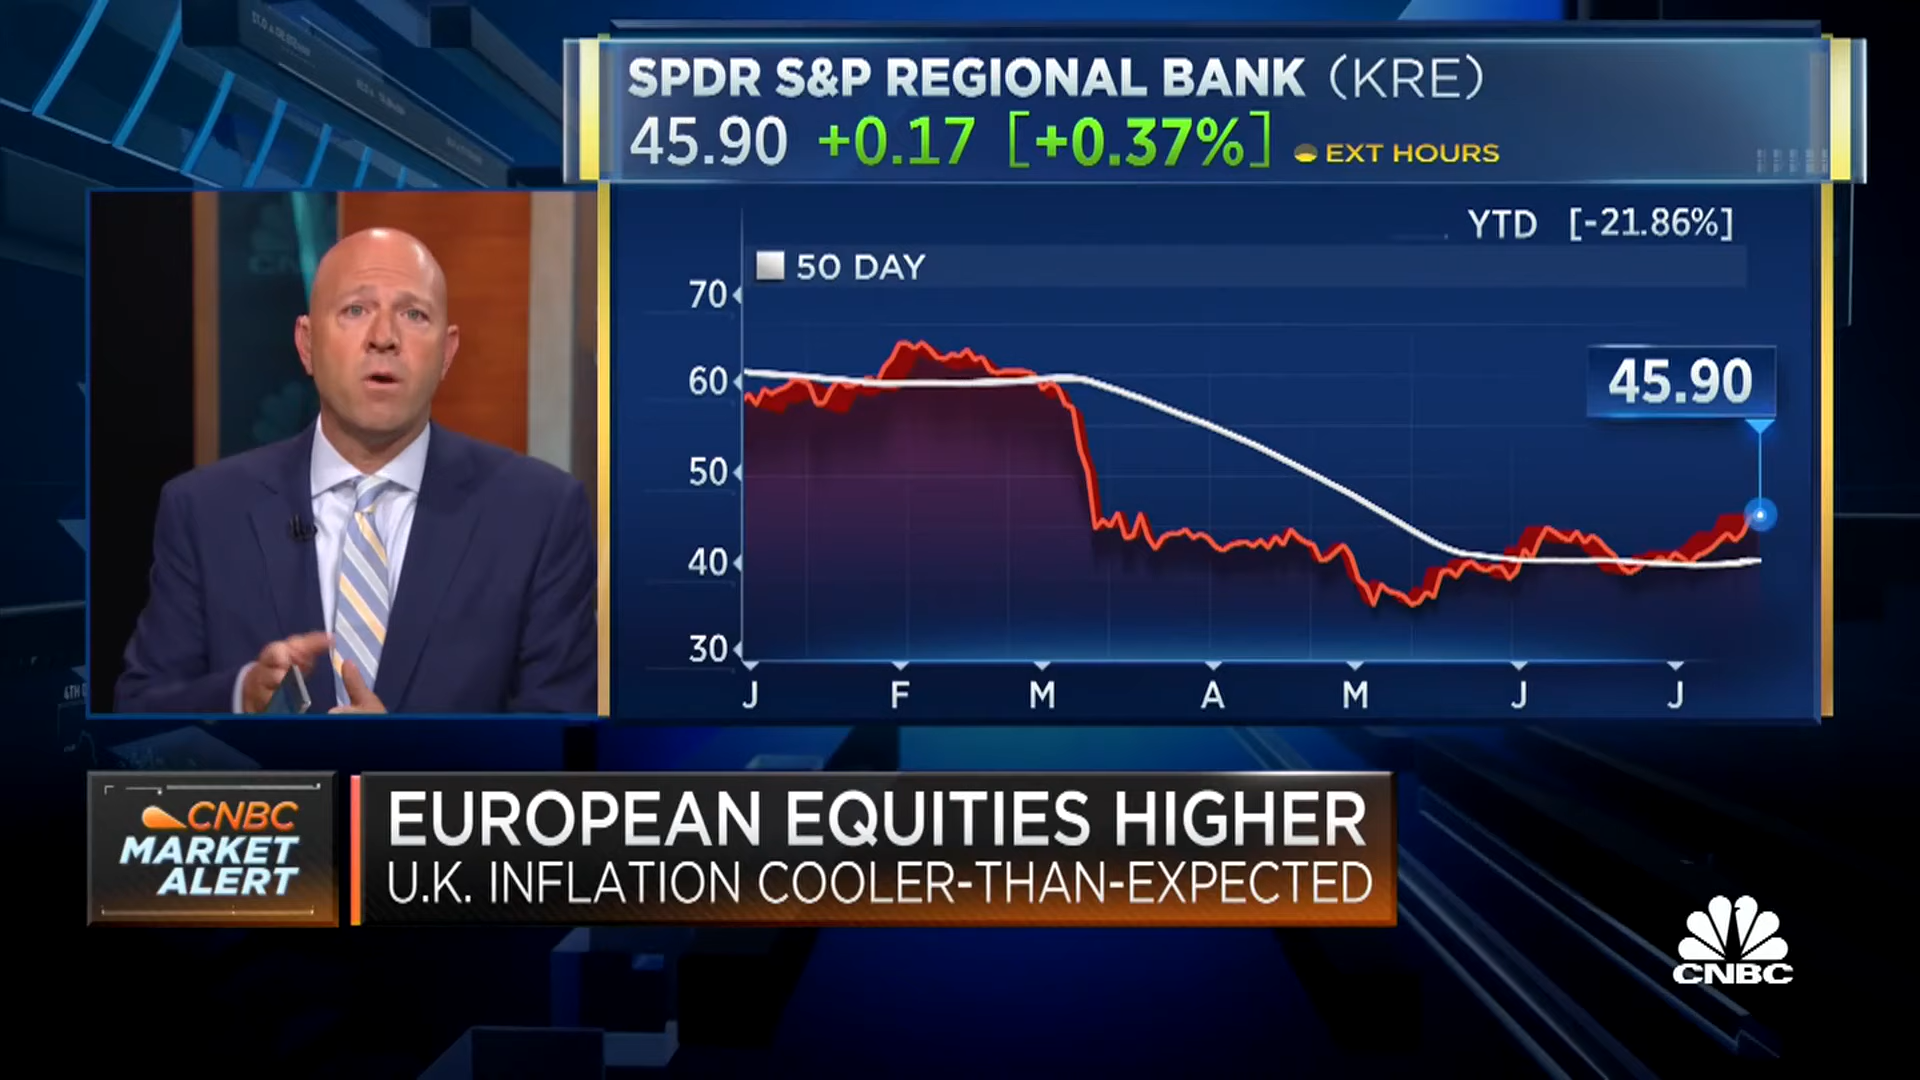 SPDR S&P REGIONAL BANK (KRE)
45.90 +0.17 [+0.37%] EXT HOURS
YTD [-21.86%]
50 DAY
70
60
50
40
30
45.90
J F M A M J J
CNBC
MARKET
ALERT
EUROPEAN EQUITIES HIGHER
U.K. INFLATION COOLER-THAN-EXPECTED
CNBC